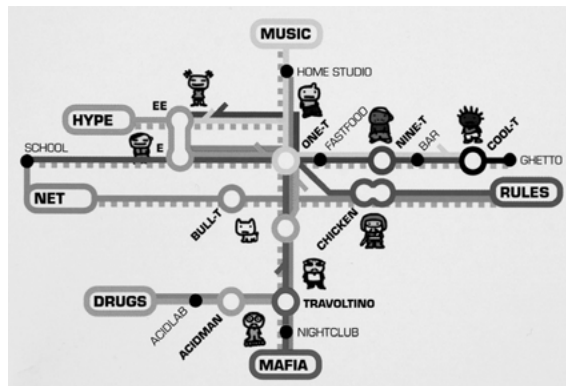 MUSIC
HOME STUDIO
EE
HYPE
ONE-T
FASTFOOD
NINE-T
BAR
COOL-T
SCHOOL
E
GHETTO
NET
RULES
BULL-T
CHICKEN
DRUGS
TRAVOLTINO
ACIDLAB
ACIDMAN
NIGHTCLUB
MAFIA